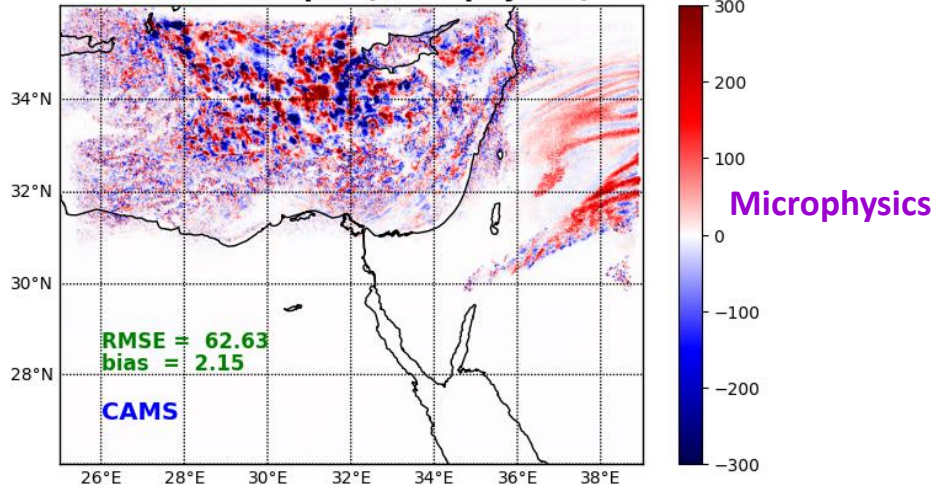 300
200
34°N
100
32°N
Microphysics
0
30°N
-100
RMSE = 62.63
bias = 2.15
28°N
-200
CAMS
-300
26°E 28°E 30°E 32°E 34°E 36°E 38°E